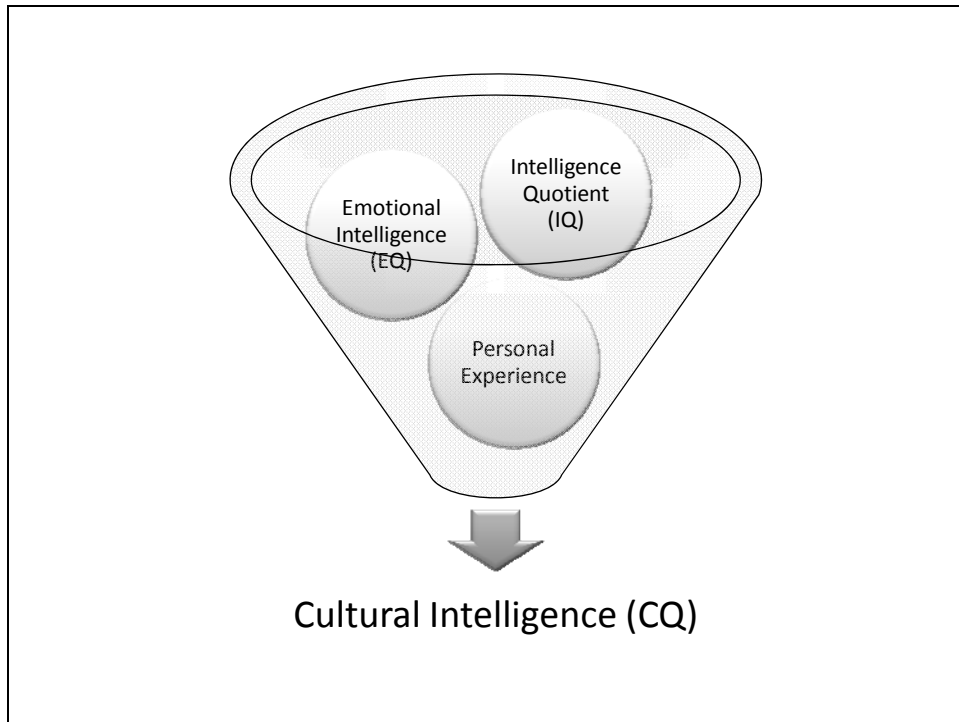 Emotional
Intelligence
(EQ)
Intelligence
Quotient
(IQ)
Personal
Experience
Cultural Intelligence (CQ)